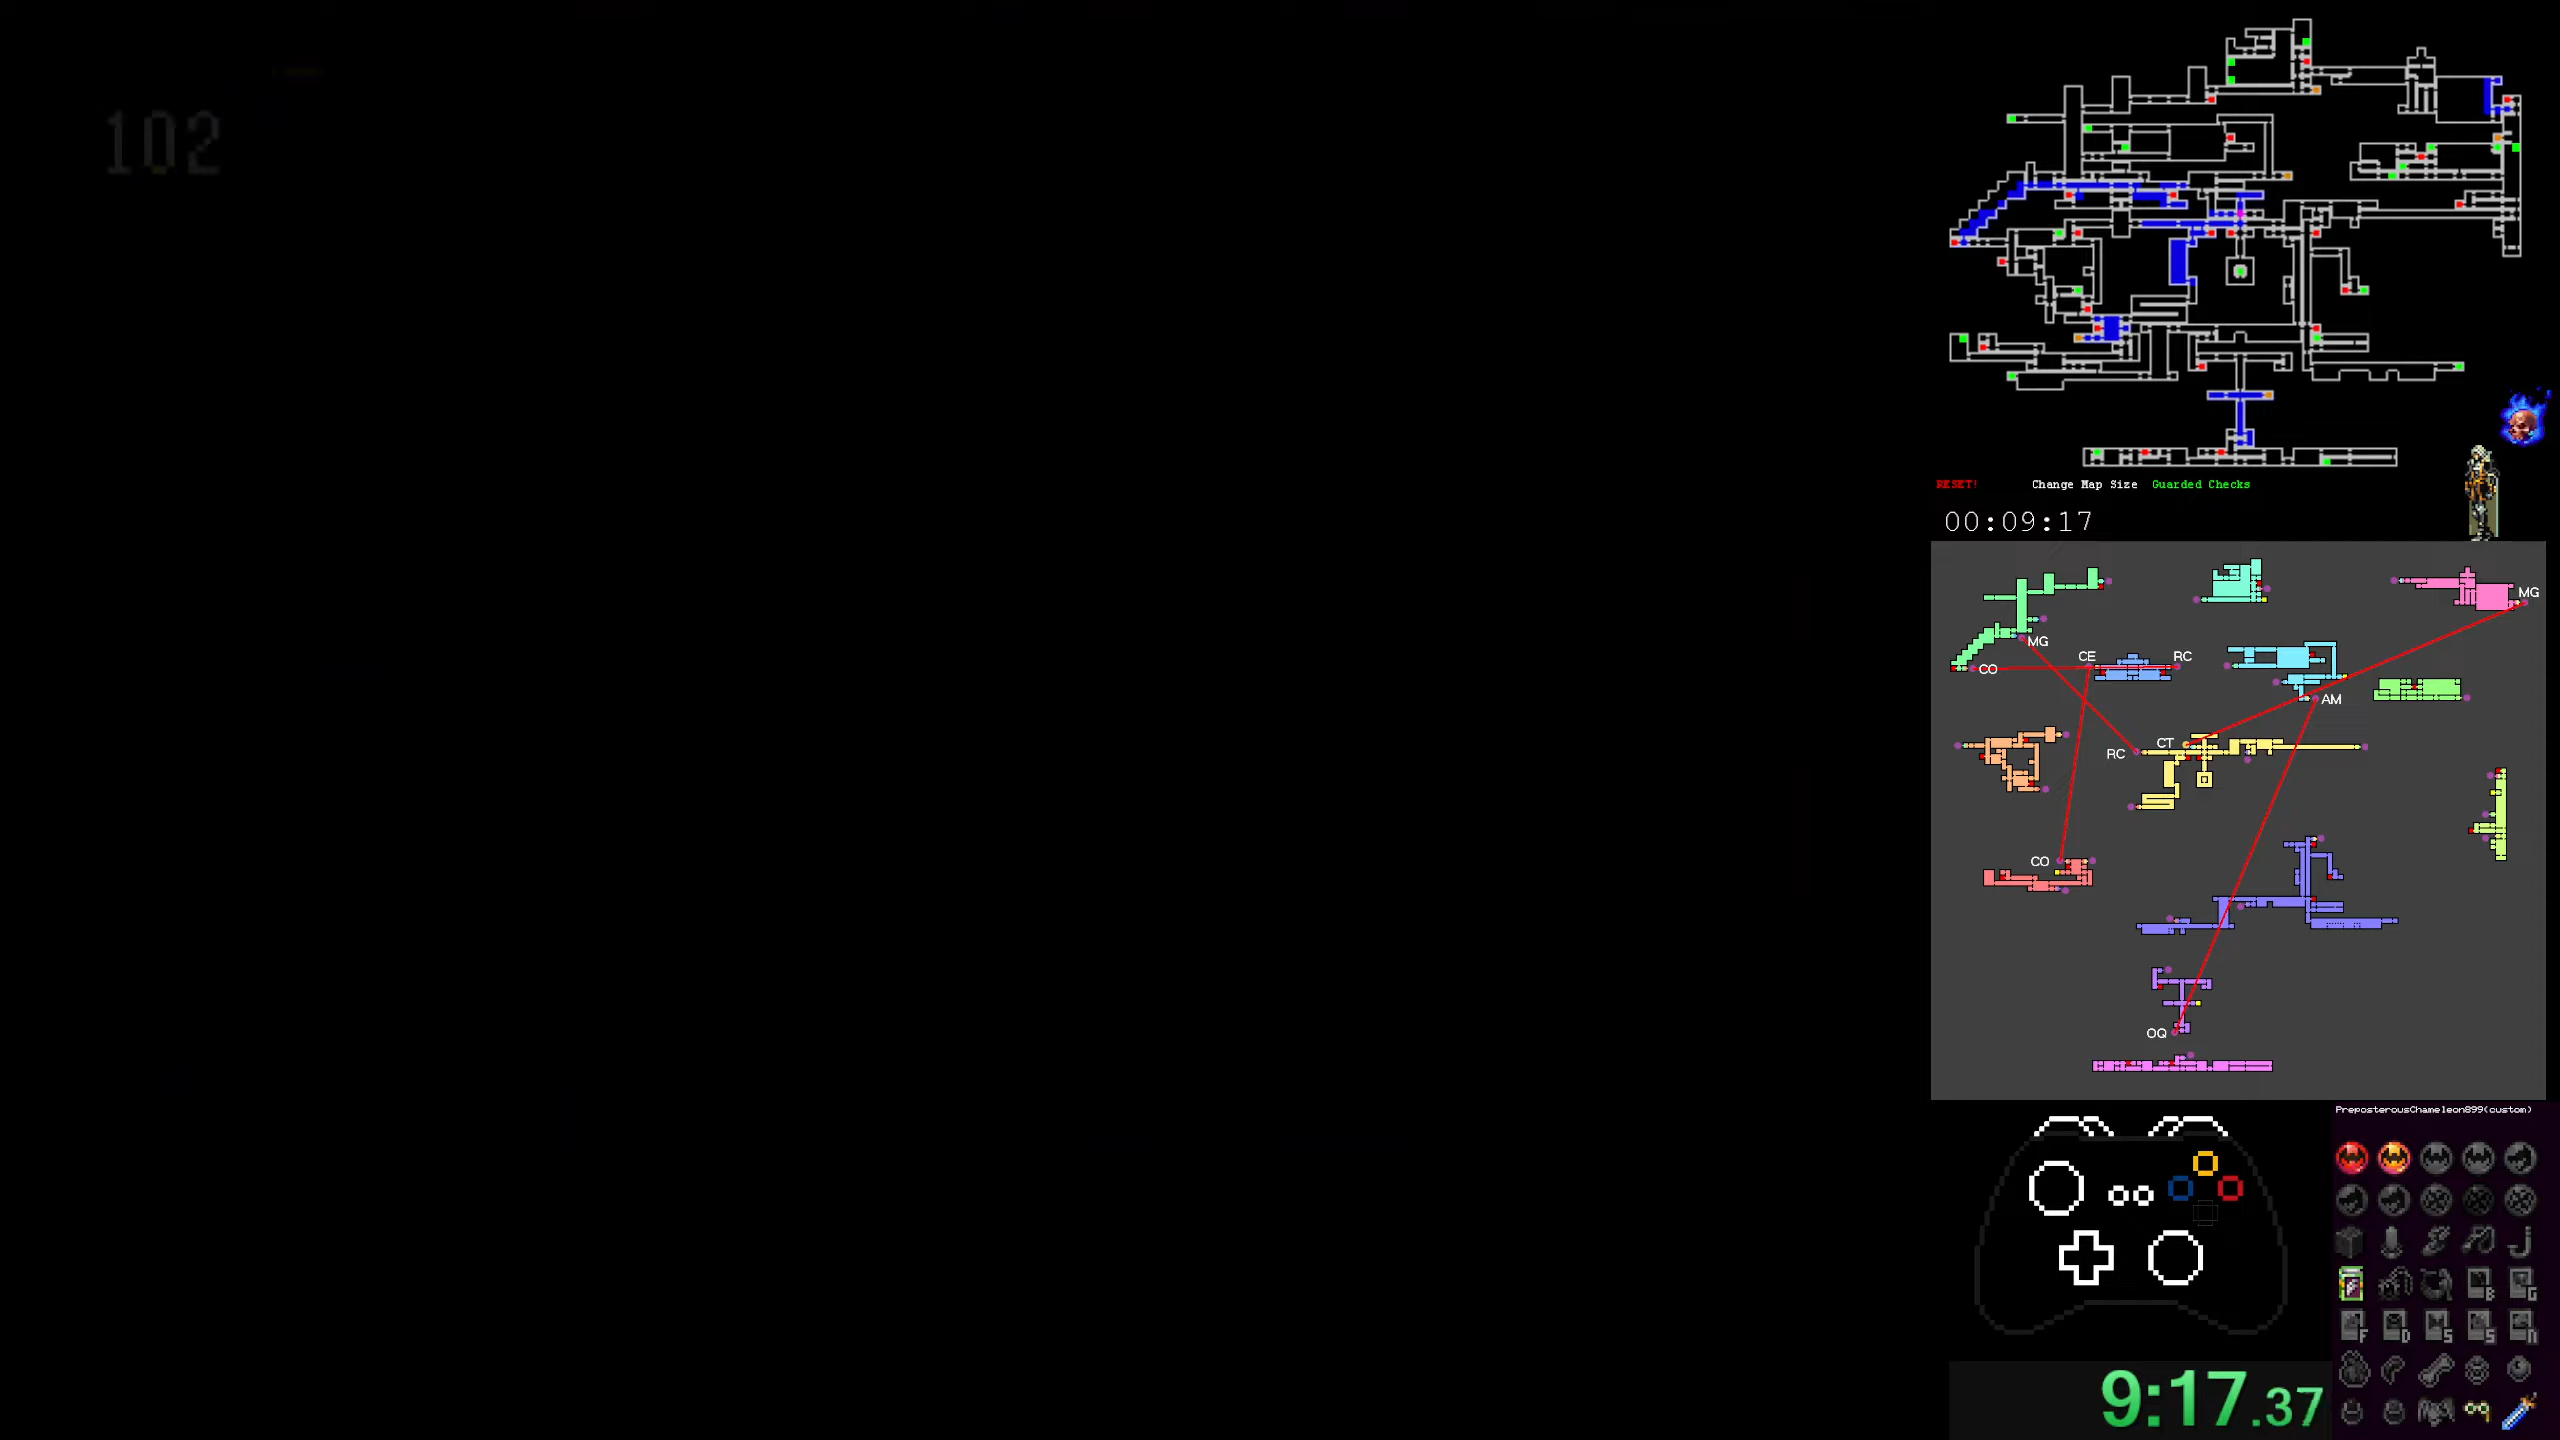 102
RESET! Change Map Size Guarded Checks
00:09:17
MG
MG
CE RC
CO
AM
CT
RC
CO
OQ
PreposterousChameleon899(custom)
B G
F D S S n
9:17.37